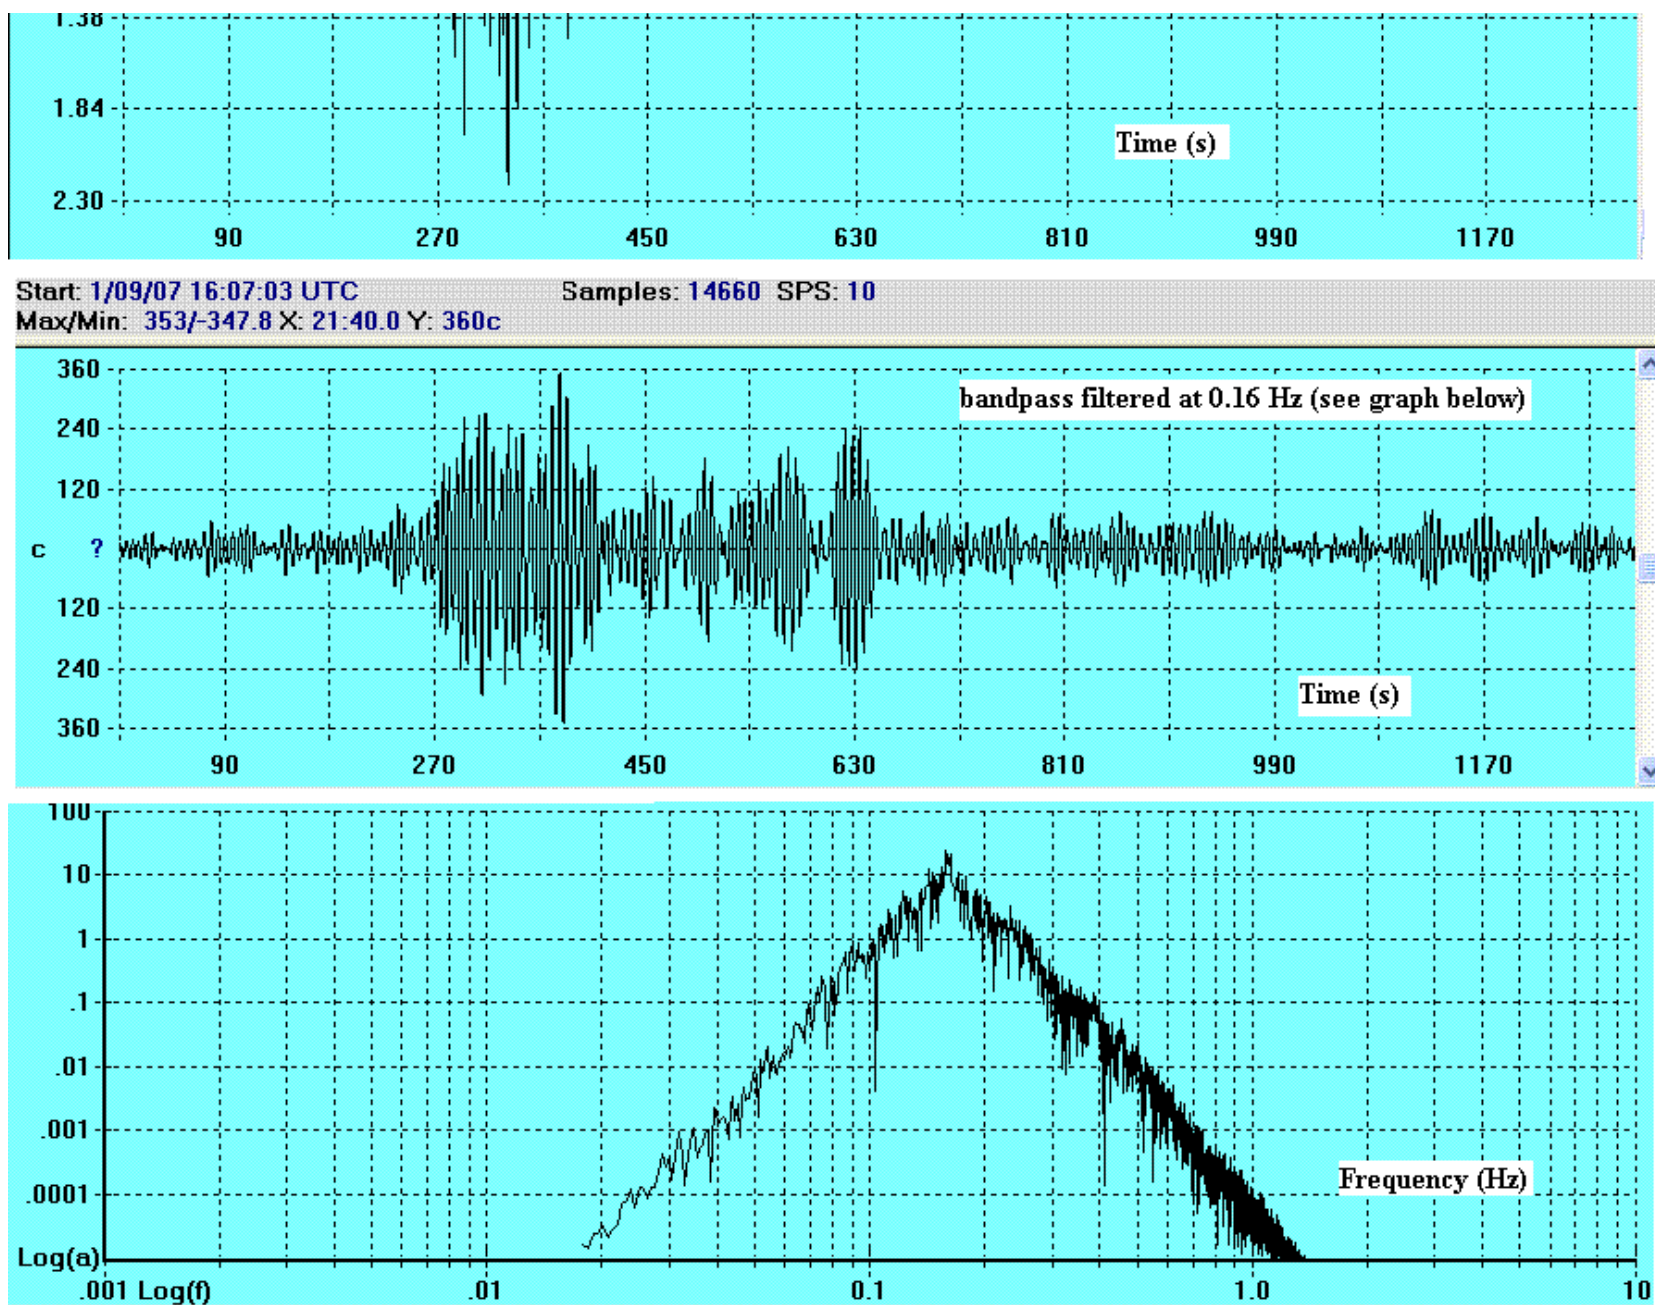 1.38
1.84
Time (s)
2.30
90 270 450 630 810 990 1170
Start: 1/09/07 16:07:03 UTC Samples: 14660 SPS: 10
Max/Min: 353/-347.8 X: 21:40.0 Y: 360c
360
bandpass filtered at 0.16 Hz (see graph below)
240
120
c ?
120
240
Time (s)
360
90 270 450 630 810 990 1170
100
10
1
.1
.01
.001
Frequency (Hz)
.0001
Log(a)
.001 Log(f) .01 0.1 1.0 10